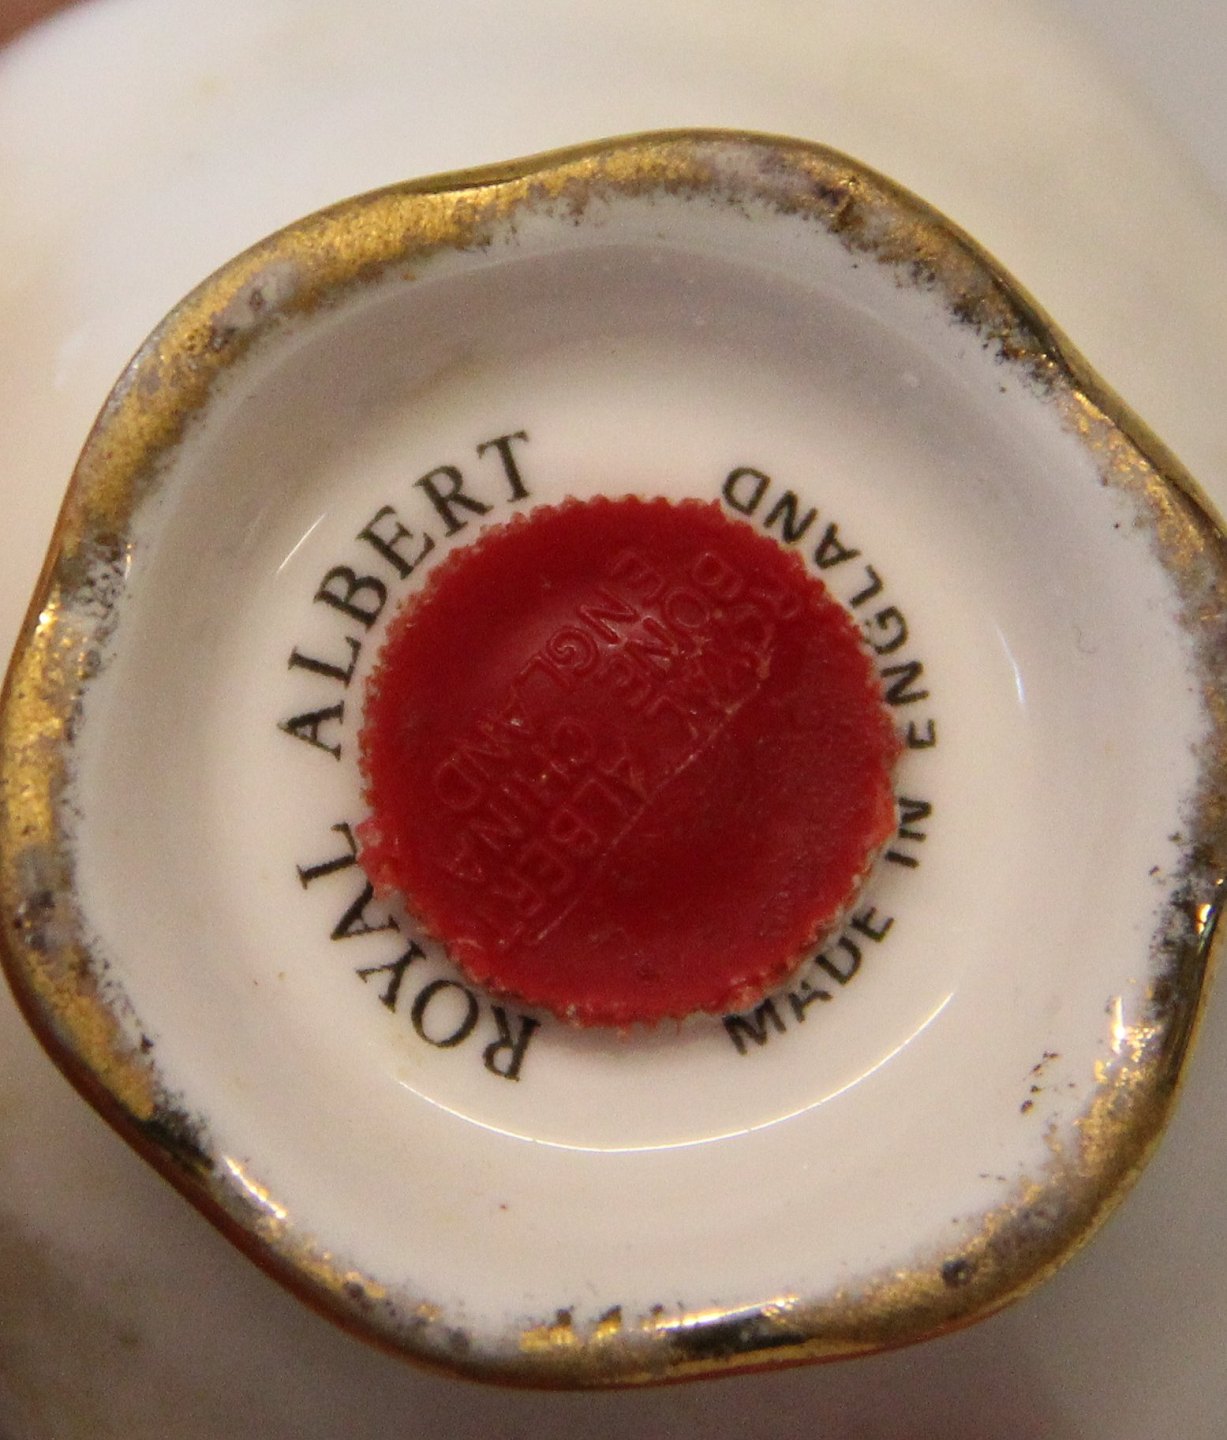 ROYAL ALBERT
MADE IN ENGLAND
ROYAL ALBERT
BONE CHINA
ENGLAND